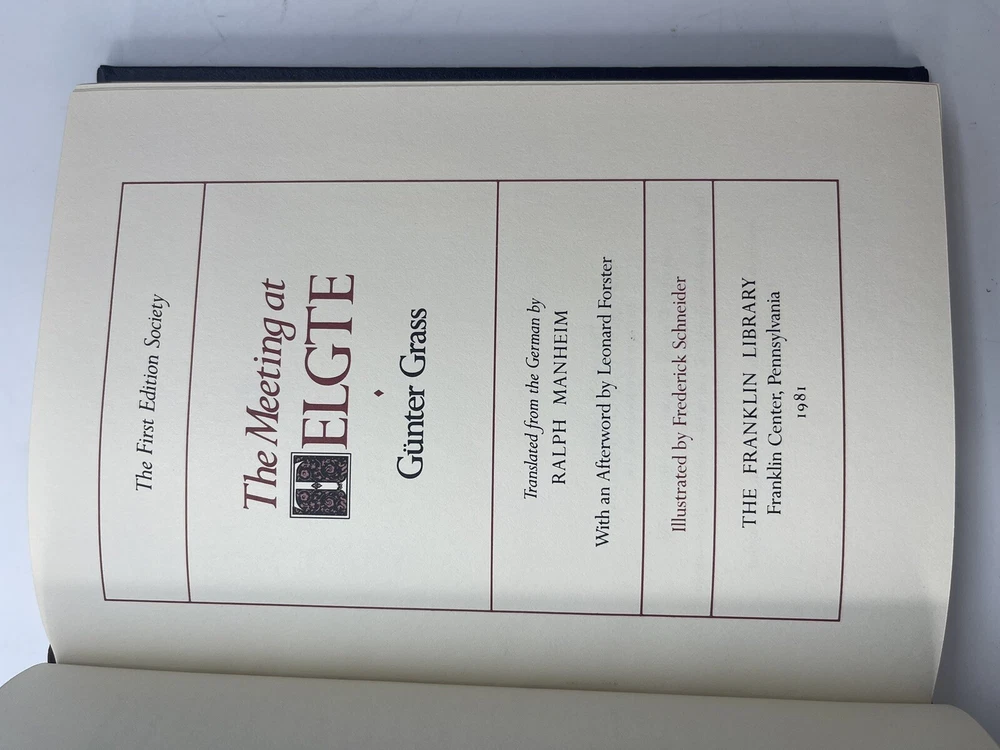 The First Edition Society
The Meeting at
TELGTE
Günter Grass
Translated from the German by
RALPH MANHEIM
With an Afterword by Leonard Forster
Illustrated by Frederick Schneider
THE FRANKLIN LIBRARY
Franklin Center, Pennsylvania
1981